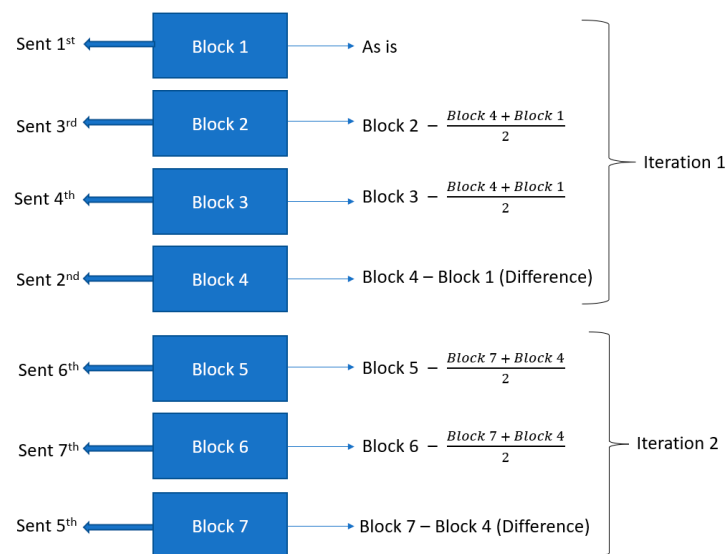 Sent 1st Block 1 As is
Sent 3rd Block 2 Block 2 − (Block 4 + Block 1)/2
Iteration 1
Sent 4th Block 3 Block 3 − (Block 4 + Block 1)/2
Sent 2nd Block 4 Block 4 – Block 1 (Difference)
Sent 6th Block 5 Block 5 − (Block 7 + Block 4)/2
Sent 7th Block 6 Block 6 − (Block 7 + Block 4)/2
Iteration 2
Sent 5th Block 7 Block 7 – Block 4 (Difference)